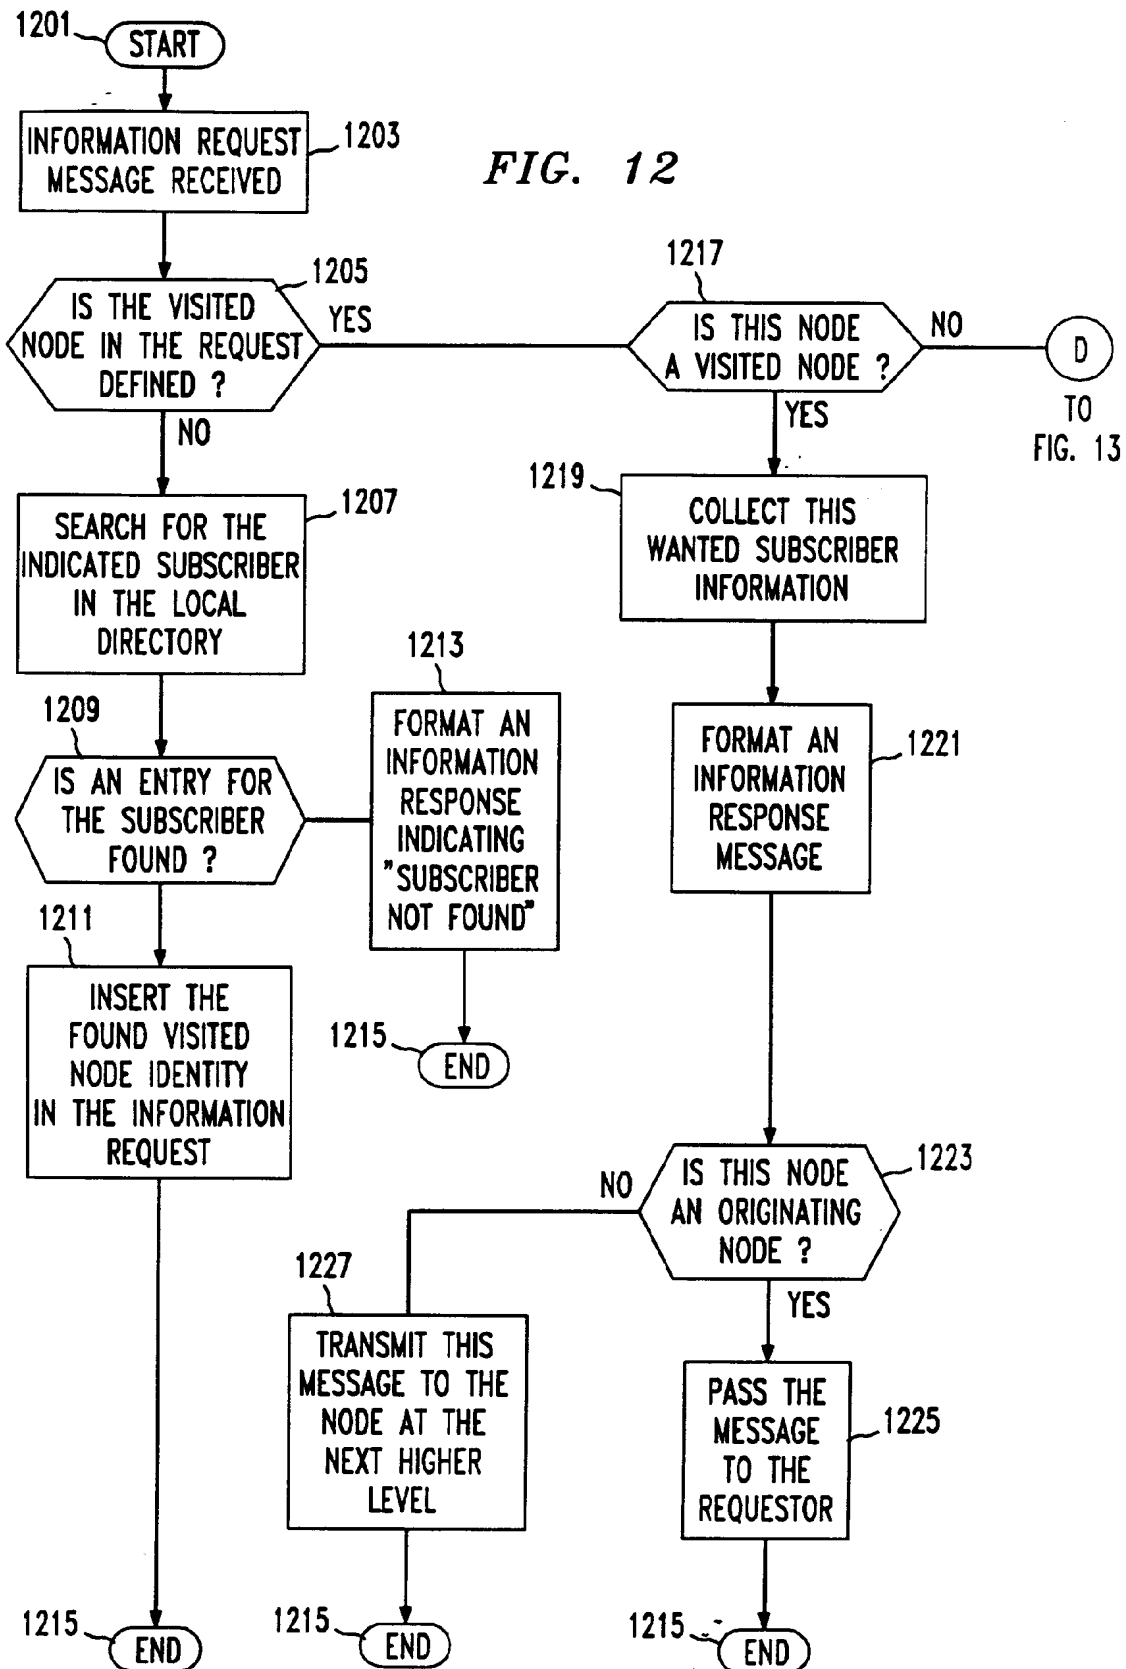 1201
START
INFORMATION REQUEST
MESSAGE RECEIVED
1203
FIG. 12
1205
IS THE VISITED
NODE IN THE REQUEST
DEFINED ?
YES
NO
1217
IS THIS NODE
A VISITED NODE ?
NO
D
TO
FIG. 13
YES
1207
SEARCH FOR THE
INDICATED SUBSCRIBER
IN THE LOCAL
DIRECTORY
1219
COLLECT THIS
WANTED SUBSCRIBER
INFORMATION
1209
IS AN ENTRY FOR
THE SUBSCRIBER
FOUND ?
1213
FORMAT AN
INFORMATION
RESPONSE
INDICATING
"SUBSCRIBER
NOT FOUND"
1215
END
1221
FORMAT AN
INFORMATION
RESPONSE
MESSAGE
1211
INSERT THE
FOUND VISITED
NODE IDENTITY
IN THE INFORMATION
REQUEST
1215
END
1223
IS THIS NODE
AN ORIGINATING
NODE ?
NO
YES
1227
TRANSMIT THIS
MESSAGE TO THE
NODE AT THE
NEXT HIGHER
LEVEL
1215
END
PASS THE
MESSAGE
TO THE
REQUESTOR
1225
1215
END